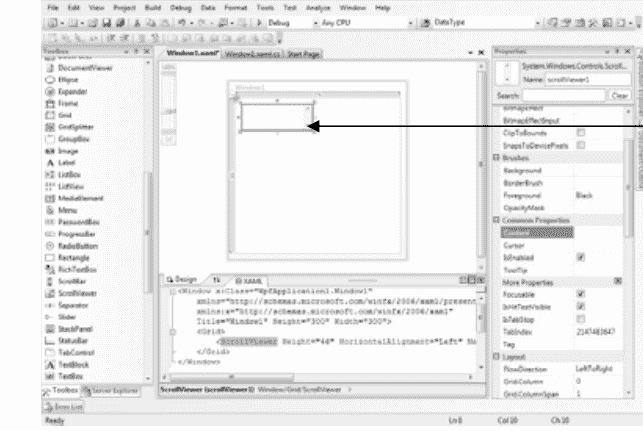 File Edit View Project Build Debug Data Format Tools Test Analyze Window Help
Debug Any CPU DataType
Toolbox
DocumentViewer
Ellipse
Expander
Frame
Grid
GridSplitter
GroupBox
Image
Label
ListBox
ListView
MediaElement
Menu
PasswordBox
ProgressBar
RadioButton
Rectangle
RichTextBox
ScrollBar
ScrollViewer
Separator
Slider
StackPanel
StatusBar
TabControl
TextBlock
TextBox
Toolbox Server Explorer
Error List
Ready
Window1.xaml* Window1.xaml.cs Start Page
Window1
Design XAML
<Window x:Class="WpfApplication1.Window1"
xmlns="http://schemas.microsoft.com/winfx/2006/xaml/present
xmlns:x="http://schemas.microsoft.com/winfx/2006/xaml"
Title="Window1" Height="300" Width="300">
<Grid>
<ScrollViewer Height="46" HorizontalAlignment="Left" Na
</Grid>
</Window>
ScrollViewer (scrollViewer1) Window/Grid/ScrollViewer
Properties
System.Windows.Controls.Scroll...
Name: scrollViewer1
Search: Clear
BitmapEffect
BitmapEffectInput
ClipToBounds
SnapsToDevicePixels
Brushes
Background
BorderBrush
Foreground Black
OpacityMask
Common Properties
Content
Cursor
IsEnabled
ToolTip
More Properties
Focusable
IsHitTestVisible
IsTabStop
TabIndex 2147483647
Tag
Layout
FlowDirection LeftToRight
Grid.Column 0
Grid.ColumnSpan 1
Ln 8 Col 10 Ch 10